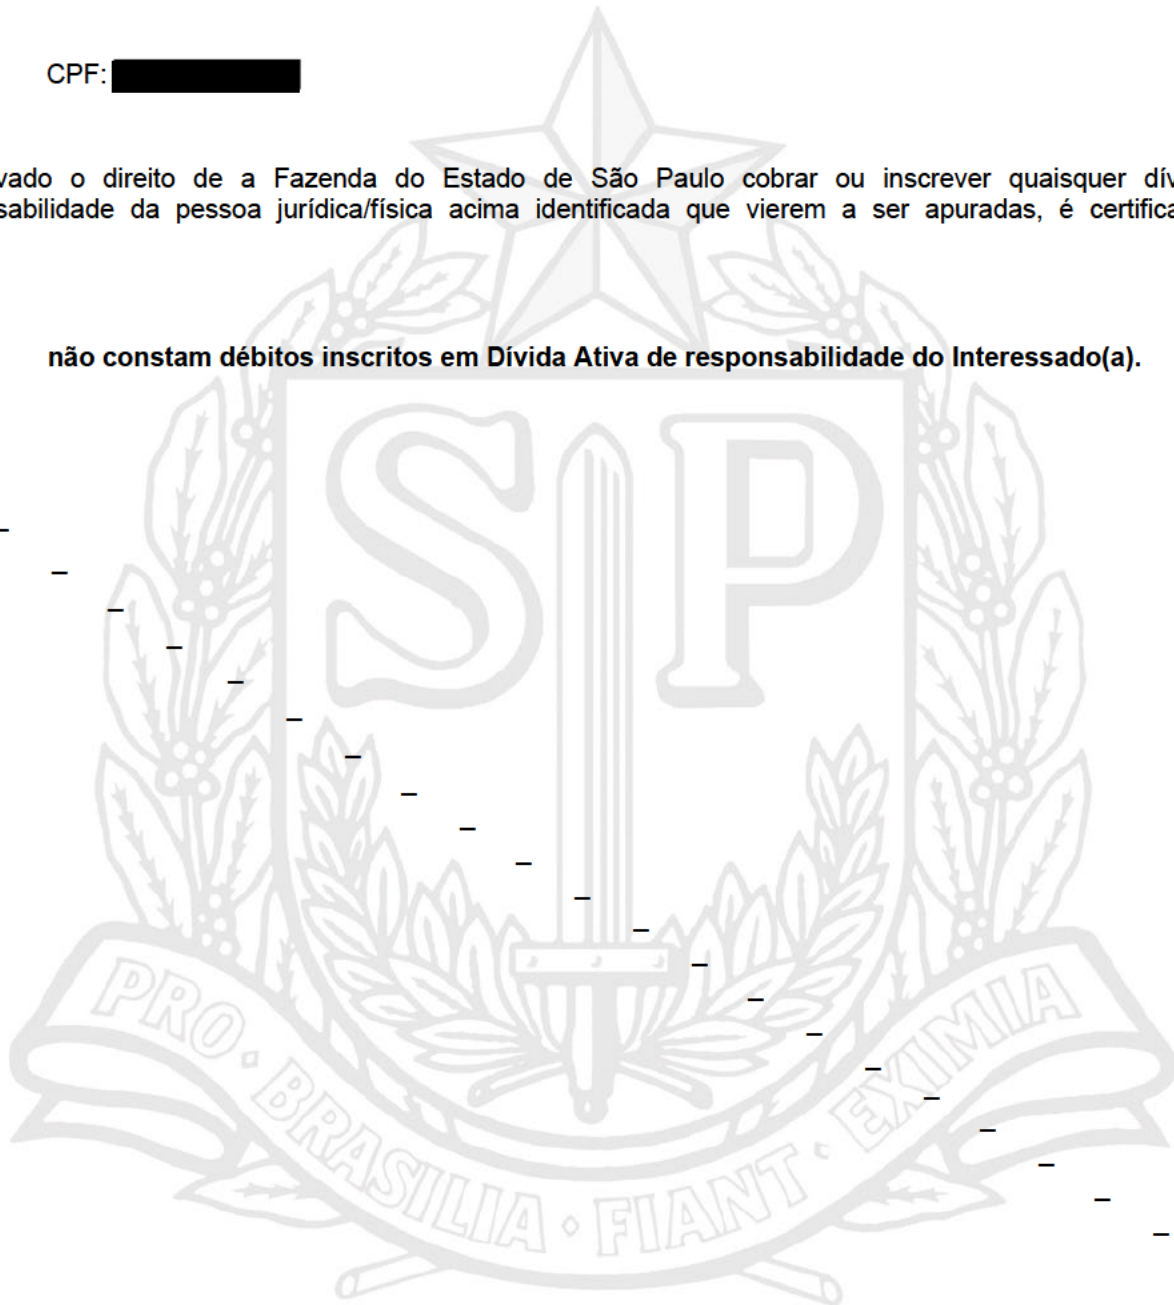 CPF:
vado o direito de a Fazenda do Estado de São Paulo cobrar ou inscrever quaisquer dív
sabilidade da pessoa jurídica/física acima identificada que vierem a ser apuradas, é certifica
não constam débitos inscritos em Dívida Ativa de responsabilidade do Interessado(a).
SP
PRO BRASILIA FIANT EXIMIA